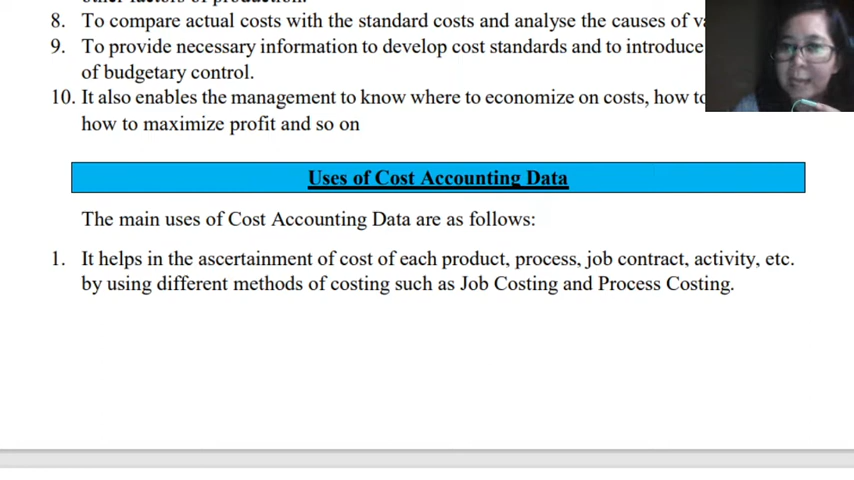 8. To compare actual costs with the standard costs and analyse the causes of
9. To provide necessary information to develop cost standards and to introduce
of budgetary control.
10. It also enables the management to know where to economize on costs, how to
how to maximize profit and so on
Uses of Cost Accounting Data
The main uses of Cost Accounting Data are as follows:
1. It helps in the ascertainment of cost of each product, process, job contract, activity, etc.
by using different methods of costing such as Job Costing and Process Costing.